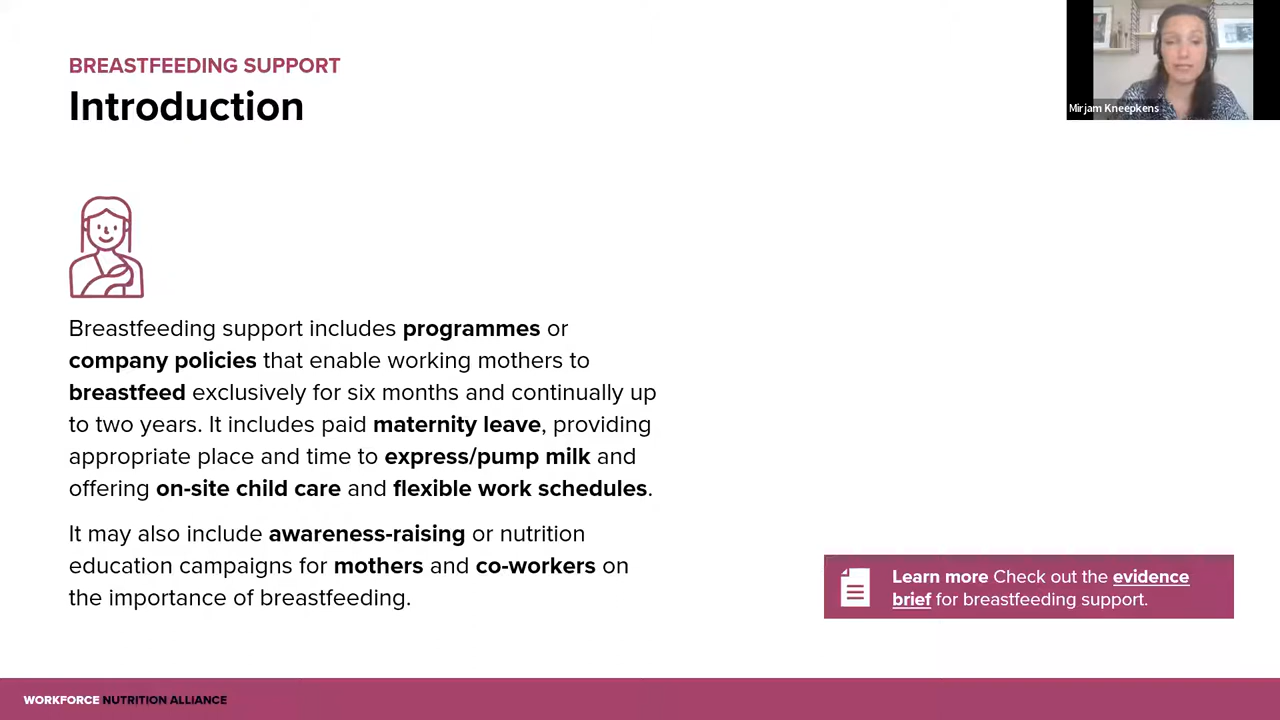 BREASTFEEDING SUPPORT
Introduction
Mirjam Kneepkens
Breastfeeding support includes programmes or
company policies that enable working mothers to
breastfeed exclusively for six months and continually up
to two years. It includes paid maternity leave, providing
appropriate place and time to express/pump milk and
offering on-site child care and flexible work schedules.
It may also include awareness-raising or nutrition
education campaigns for mothers and co-workers on
the importance of breastfeeding.
Learn more Check out the evidence
brief for breastfeeding support.
WORKFORCE NUTRITION ALLIANCE